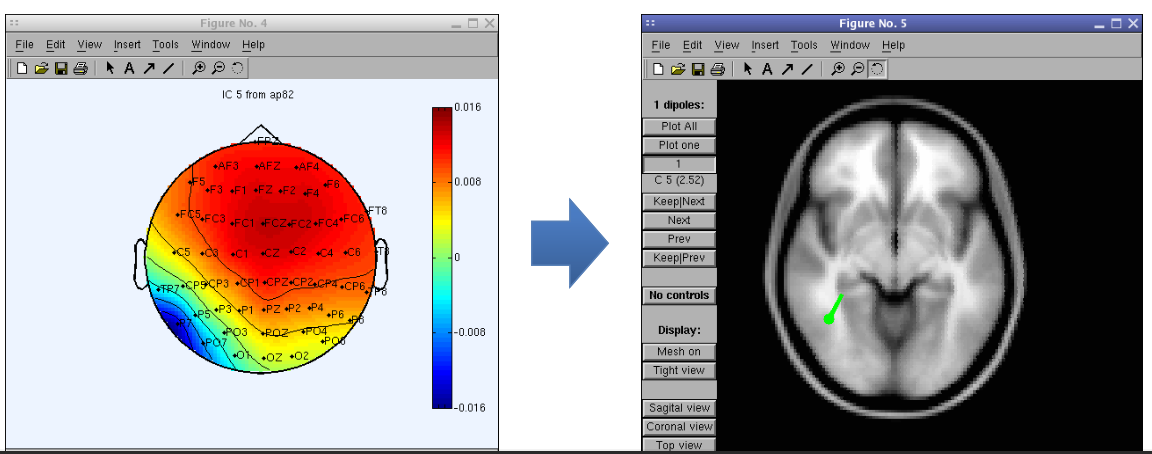 Figure No. 4
File Edit View Insert Tools Window Help
A
IC 5 from ap82
0.016
0.008
0
-0.008
-0.016
FPZ
AF3 AFZ AF4
F5 F3 F1 FZ F2 F4 F6
FC5 FC3 FC1 FCZ FC2 FC4 FC6 FT8
C5 C3 C1 CZ C2 C4 C6 T8
TP7 CP5 CP3 CP1 CPZ CP2 CP4 CP6 TP8
P7 P5 P3 P1 PZ P2 P4 P6 P8
PO7 PO3 POZ PO4 PO8
O1 OZ O2
Figure No. 5
File Edit View Insert Tools Window Help
A
1 dipoles:
Plot All
Plot one
1
C 5 (2.52)
Keep|Next
Next
Prev
Keep|Prev
No controls
Display:
Mesh on
Tight view
Sagital view
Coronal view
Top view